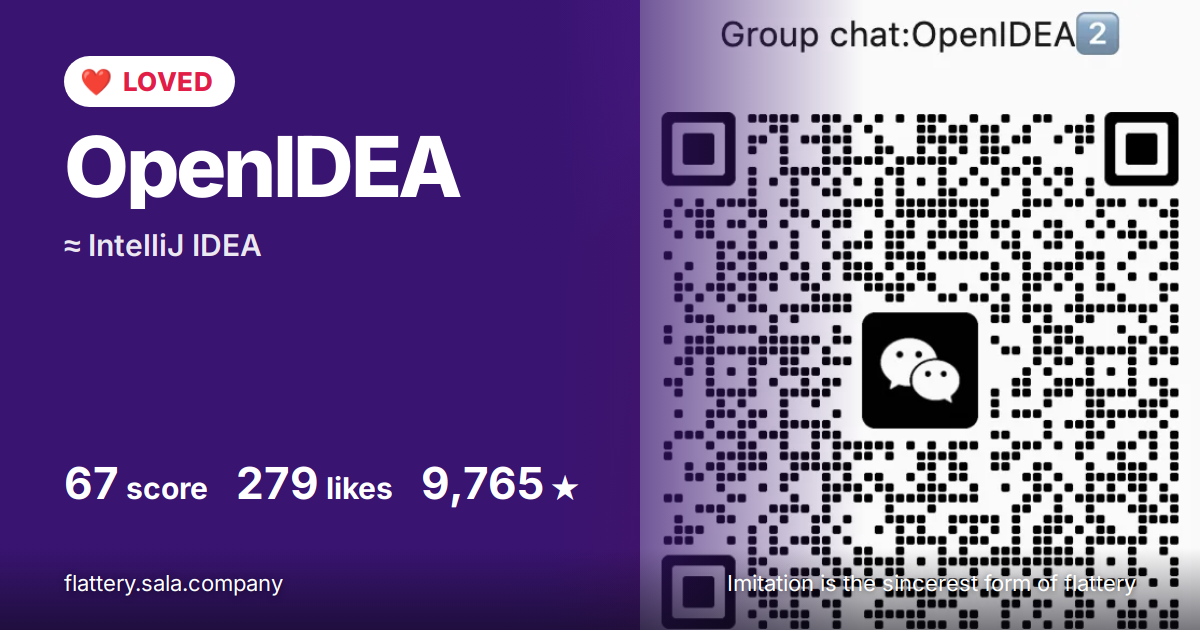 ❤️ LOVED
OpenIDEA
≈ IntelliJ IDEA
67 score 279 likes 9,765 ★
flattery.sala.company
Group chat:OpenIDEA2️⃣
Imitation is the sincerest form of flattery